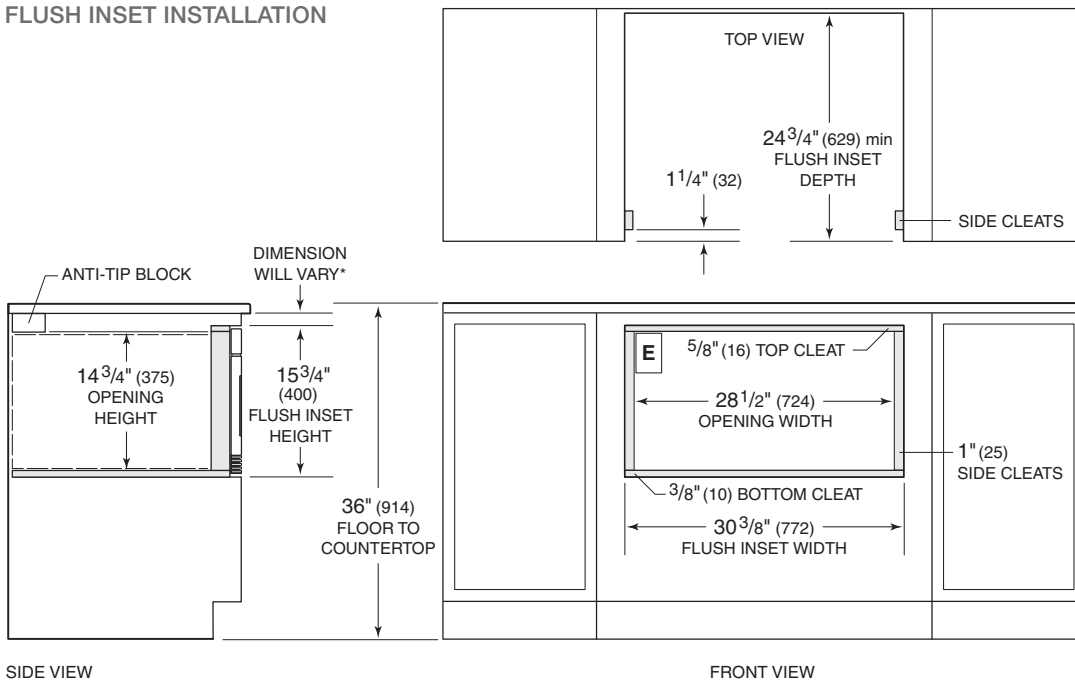 FLUSH INSET INSTALLATION
TOP VIEW
24 3/4" (629) min
FLUSH INSET
DEPTH
1 1/4" (32)
SIDE CLEATS
ANTI-TIP BLOCK
DIMENSION
WILL VARY*
14 3/4" (375)
OPENING
HEIGHT
15 3/4"
(400)
FLUSH INSET
HEIGHT
36" (914)
FLOOR TO
COUNTERTOP
E
5/8" (16) TOP CLEAT
28 1/2" (724)
OPENING WIDTH
1" (25)
SIDE CLEATS
3/8" (10) BOTTOM CLEAT
30 3/8" (772)
FLUSH INSET WIDTH
SIDE VIEW
FRONT VIEW